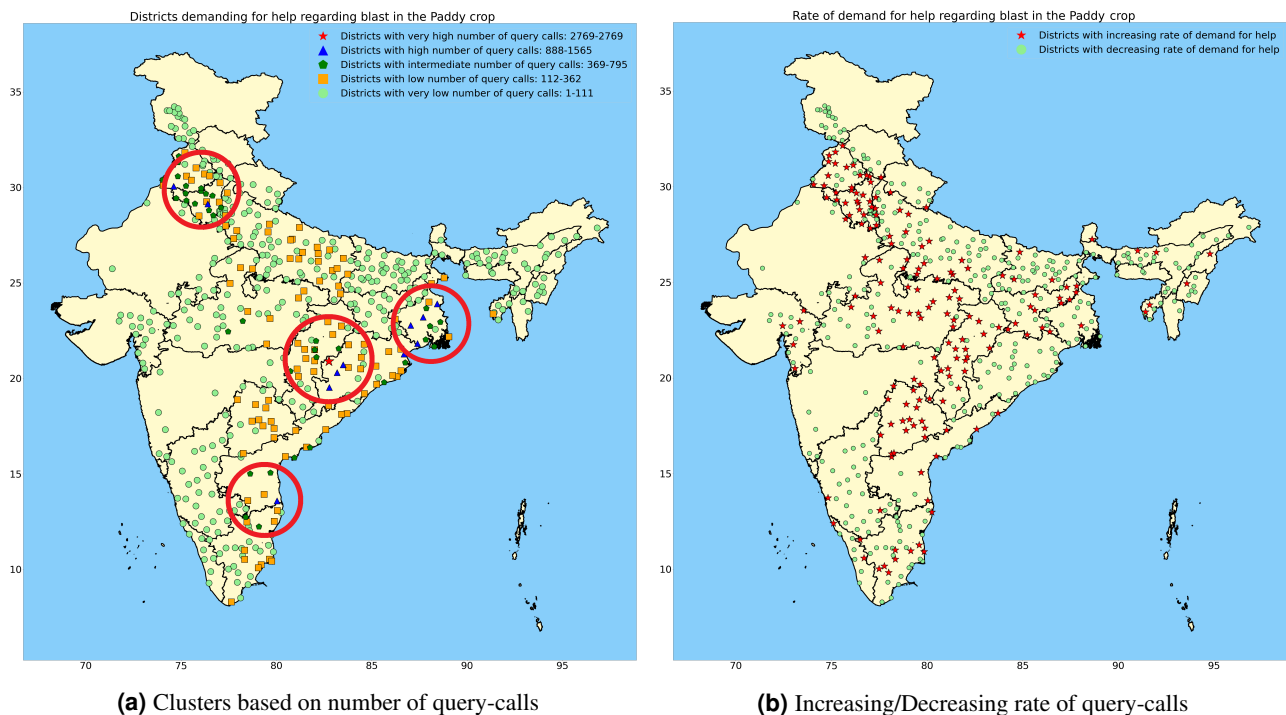 Districts demanding for help regarding blast in the Paddy crop
Districts with very high number of query calls: 2769-2769
Districts with high number of query calls: 888-1565
Districts with intermediate number of query calls: 369-795
Districts with low number of query calls: 112-362
Districts with very low number of query calls: 1-111
35
30
25
20
15
10
70 75 80 85 90 95
(a) Clusters based on number of query-calls
Rate of demand for help regarding blast in the Paddy crop
Districts with increasing rate of demand for help
Districts with decreasing rate of demand for help
35
30
25
20
15
10
70 75 80 85 90 95
(b) Increasing/Decreasing rate of query-calls